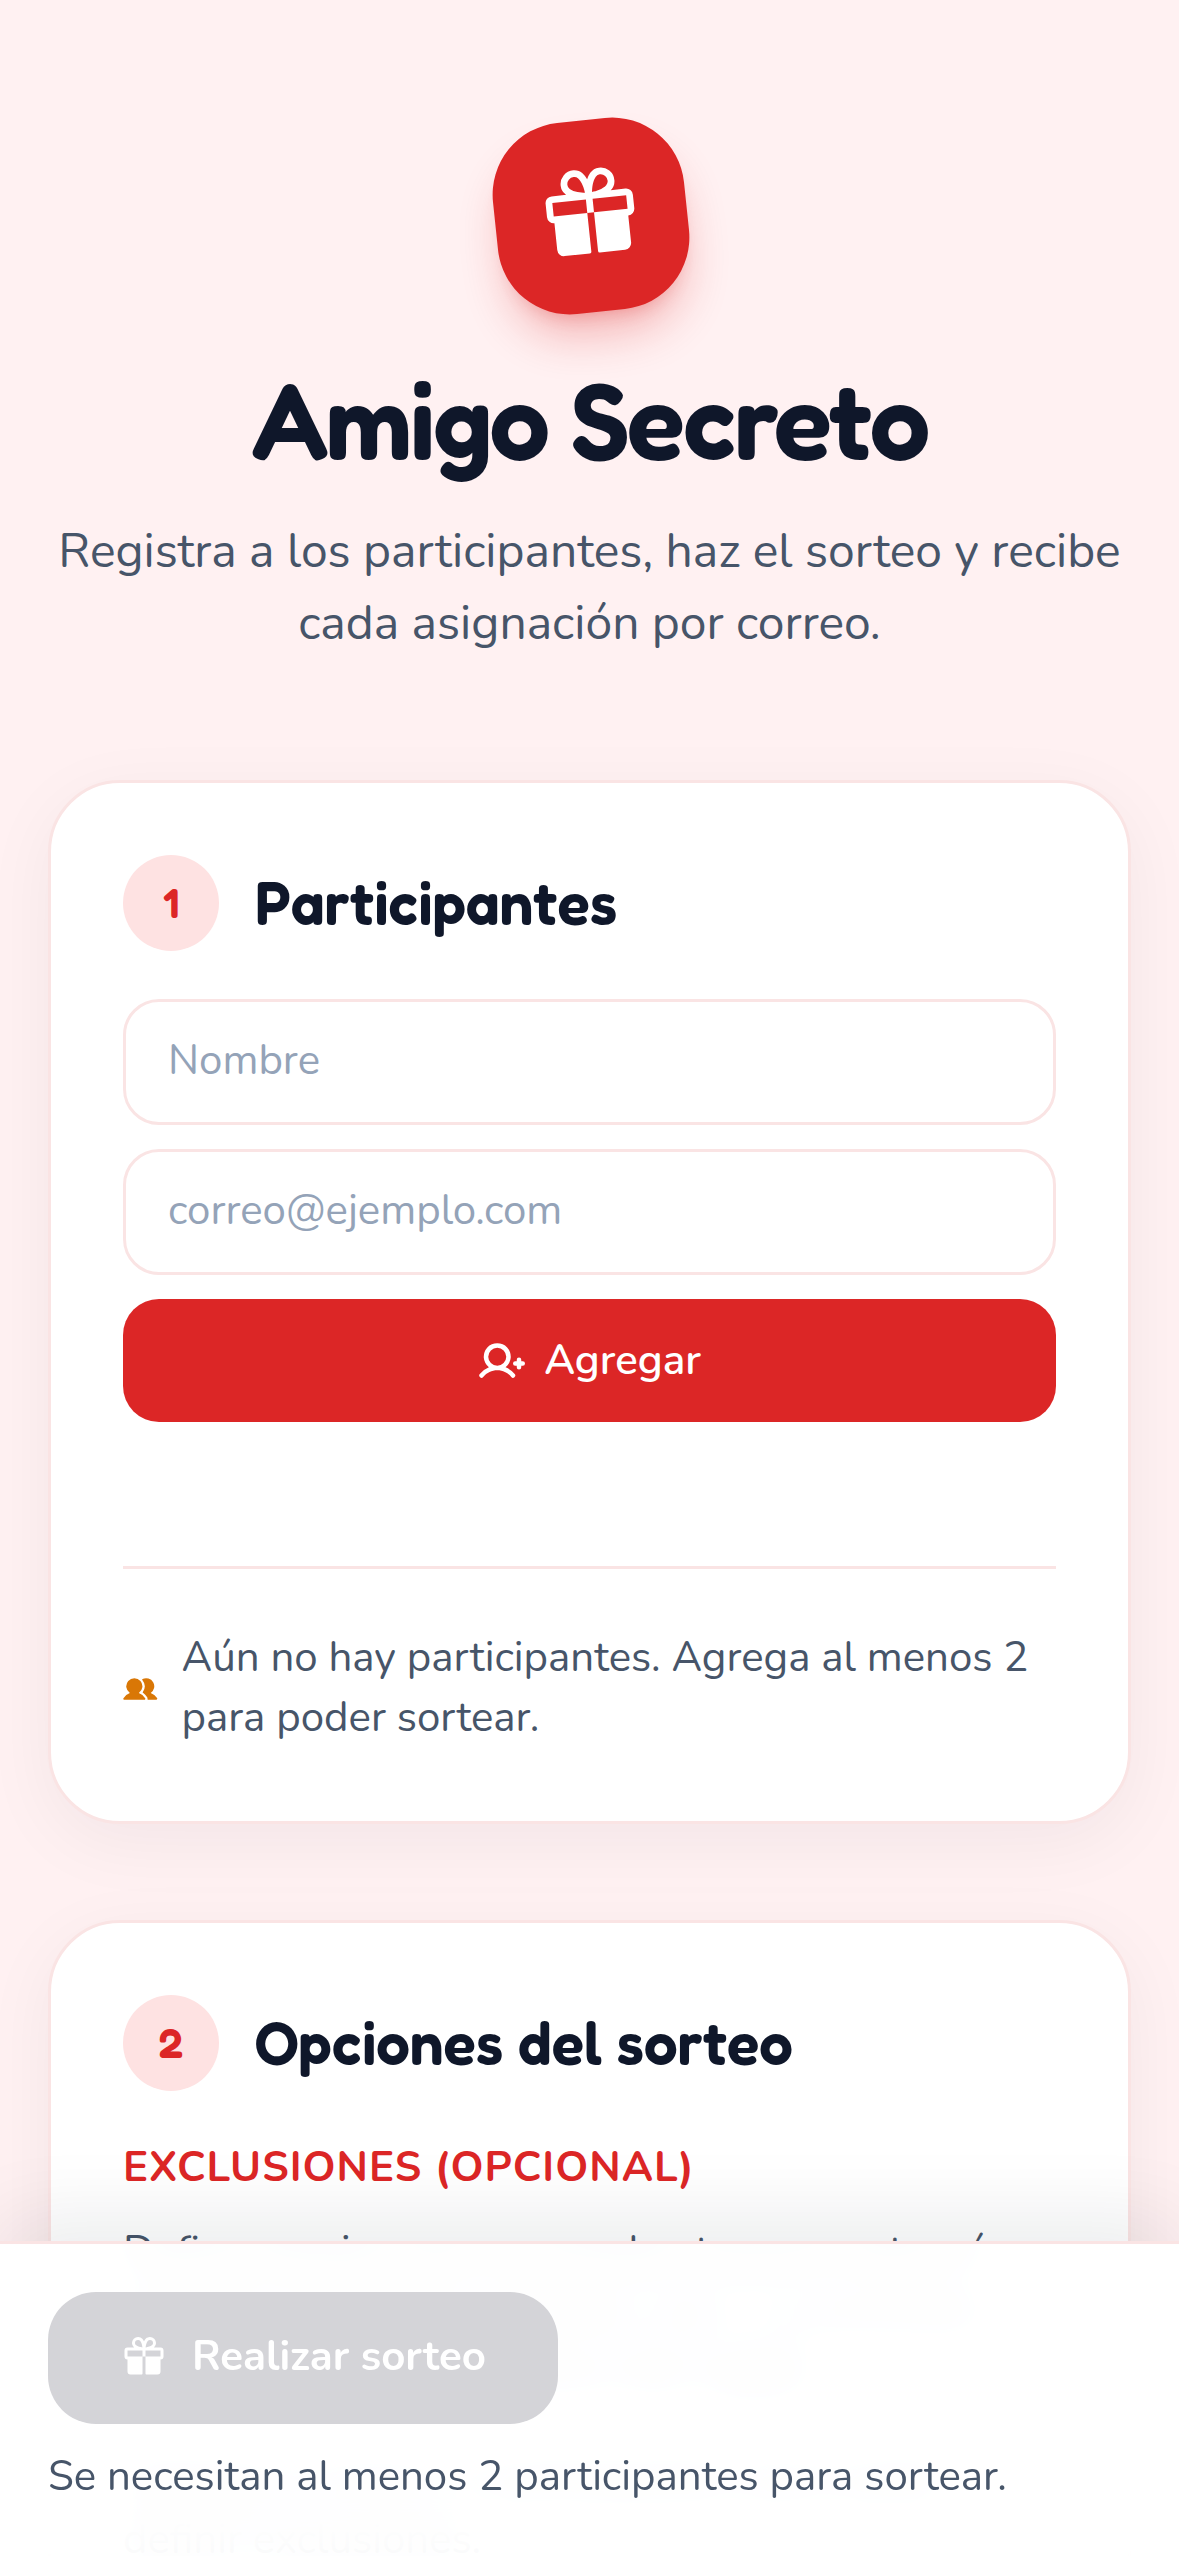 Amigo Secreto
Registra a los participantes, haz el sorteo y recibe
cada asignación por correo.
1
Participantes
Nombre
correo@ejemplo.com
Agregar
Aún no hay participantes. Agrega al menos 2
para poder sortear.
2
Opciones del sorteo
EXCLUSIONES (OPCIONAL)
Realizar sorteo
Se necesitan al menos 2 participantes para sortear.
definir exclusiones.